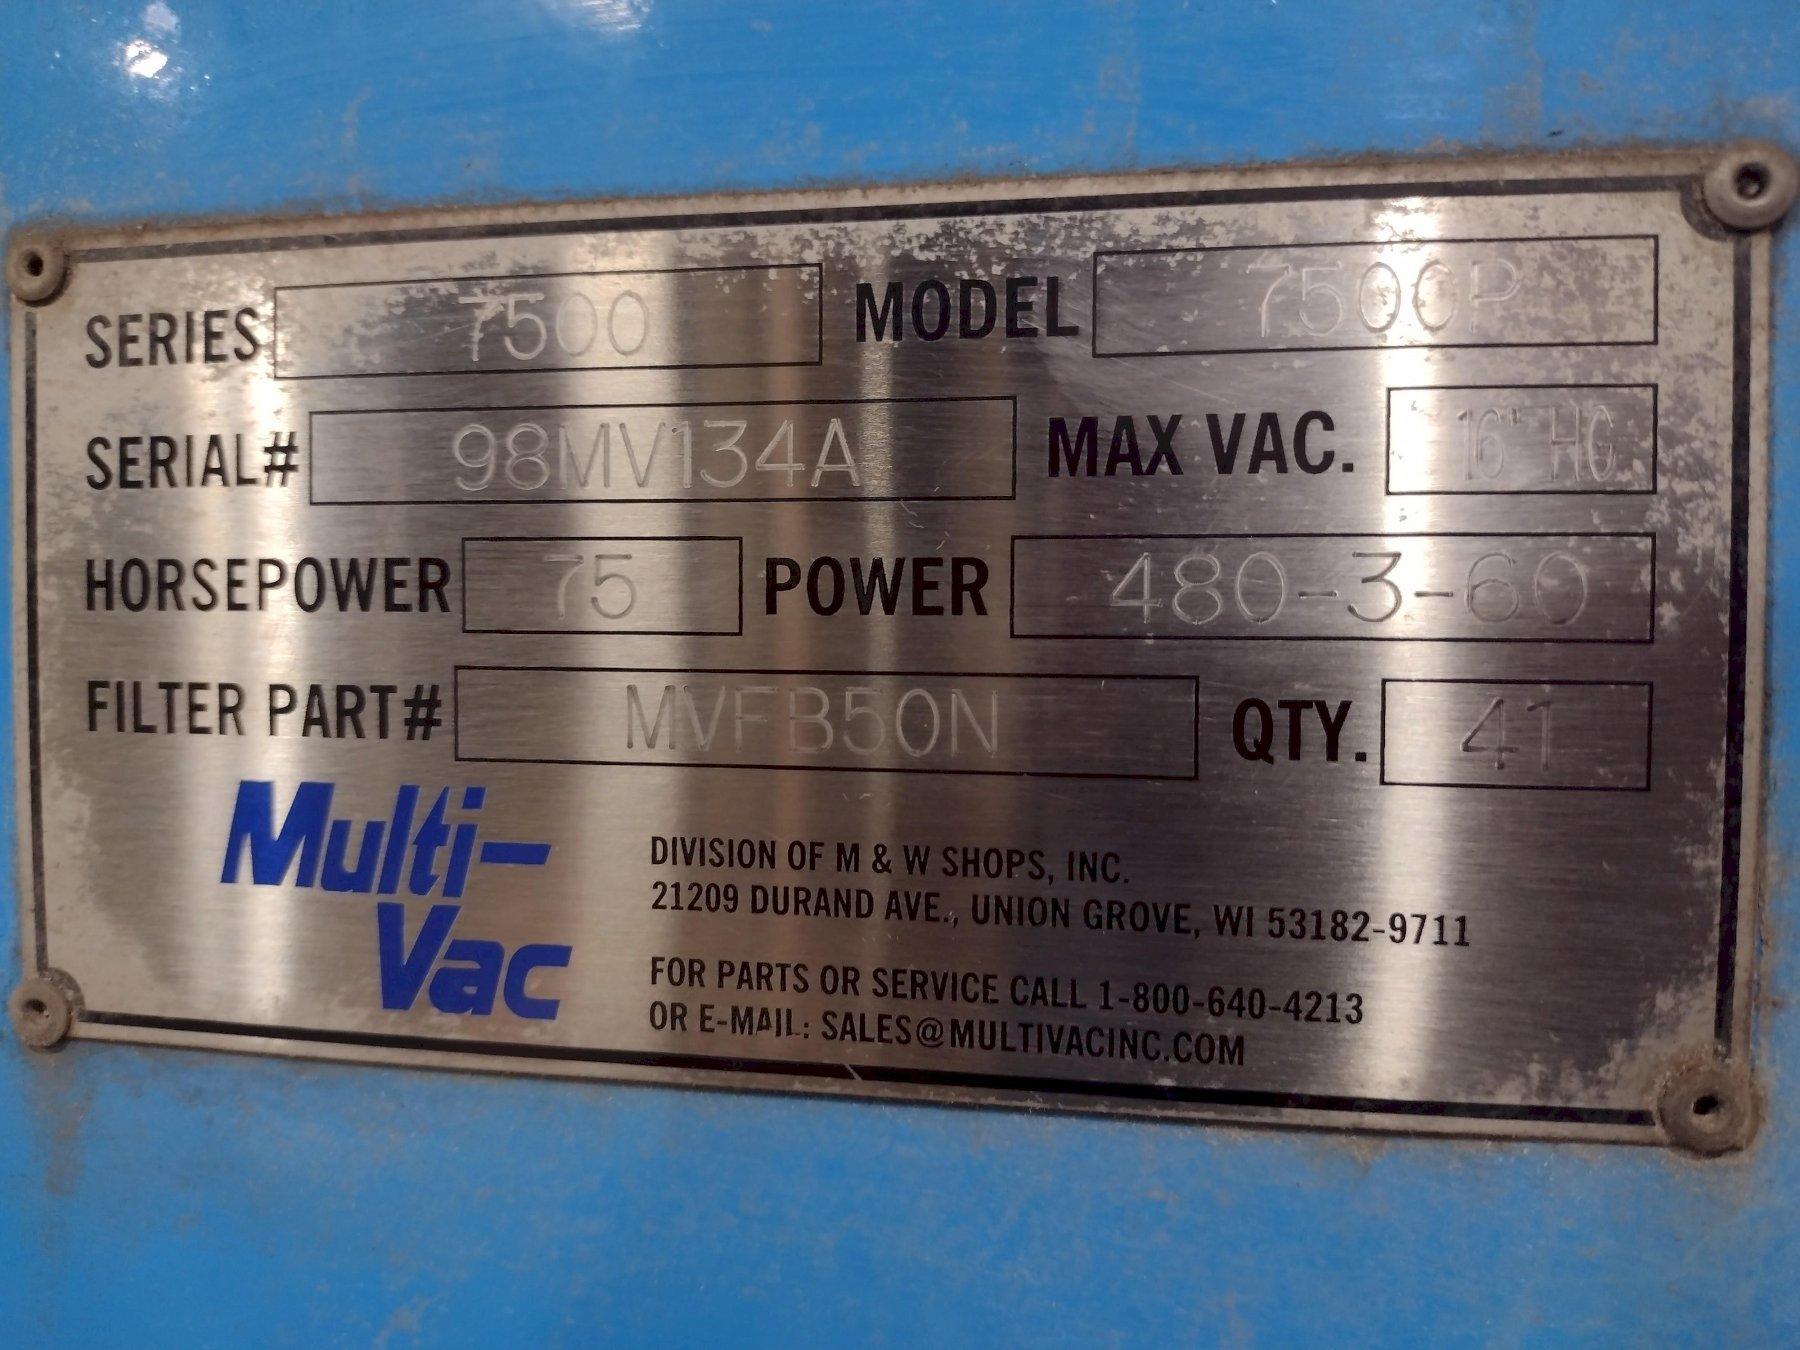 SERIES 7500 MODEL 7500P
SERIAL# 98MV134A MAX VAC. 16" HG
HORSEPOWER 75 POWER 480-3-60
FILTER PART# MVFB50N QTY. 41
Multi-
Vac
DIVISION OF M & W SHOPS, INC.
21209 DURAND AVE., UNION GROVE, WI 53182-9711
FOR PARTS OR SERVICE CALL 1-800-640-4213
OR E-MAIL: SALES@MULTIVACINC.COM